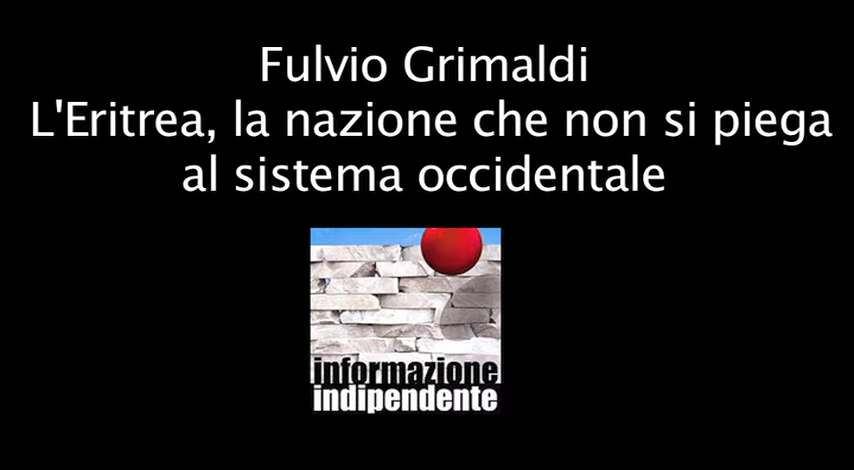 Fulvio Grimaldi
L'Eritrea, la nazione che non si piega
al sistema occidentale
informazione
indipendente